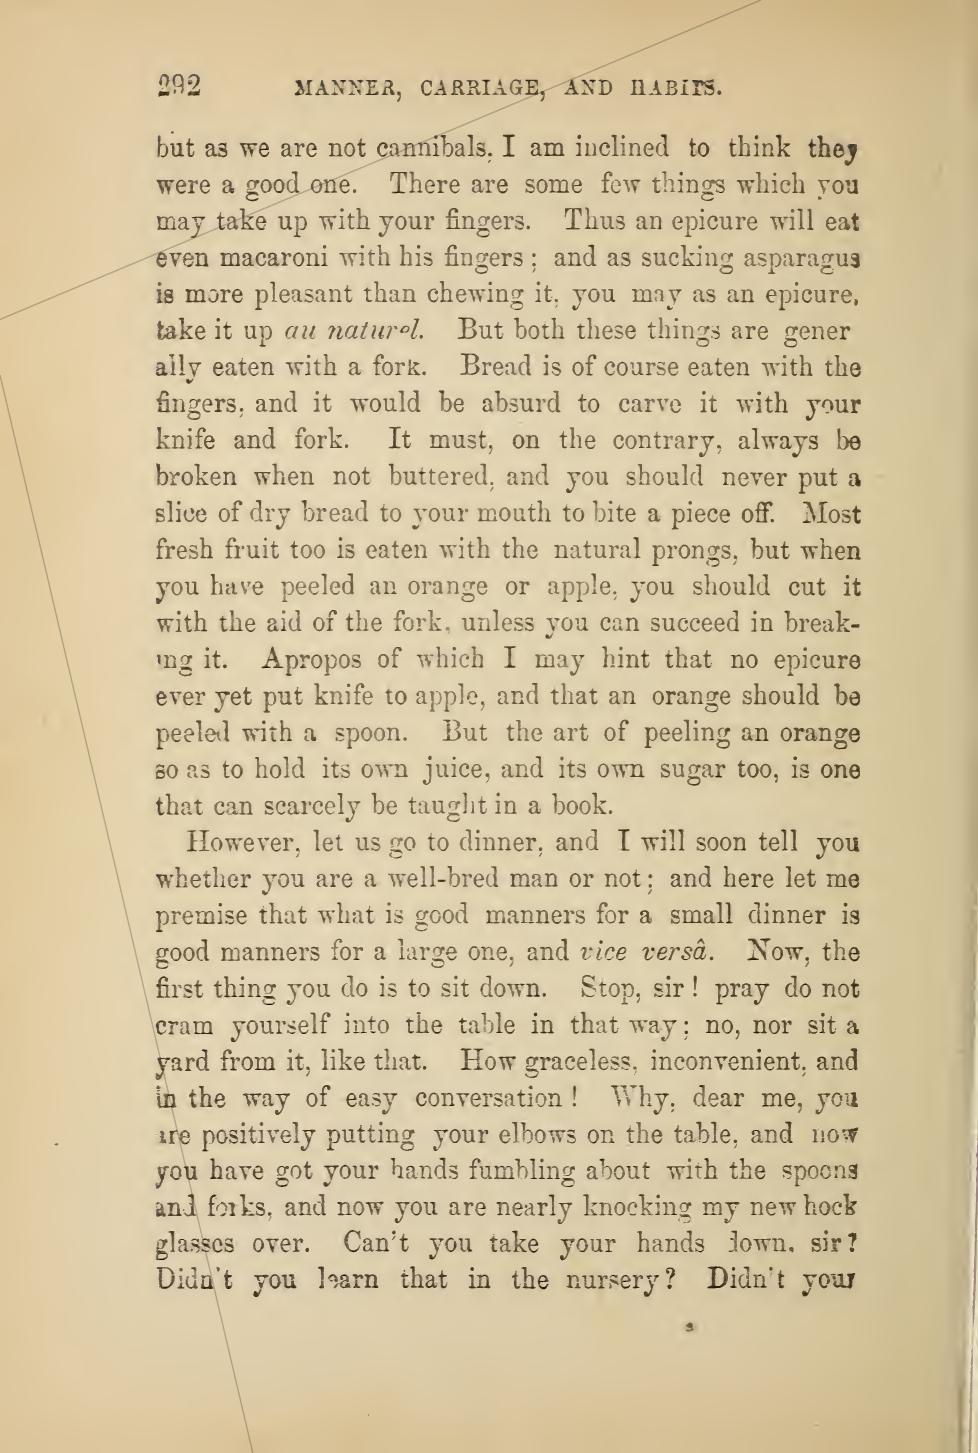 292 MANNER, CARRIAGE, AND HABITS.
but as we are not cannibals, I am inclined to think they
were a good one. There are some few things which you
may take up with your fingers. Thus an epicure will eat
even macaroni with his fingers; and as sucking asparagus
is more pleasant than chewing it, you may as an epicure,
take it up au naturel. But both these things are gener
ally eaten with a fork. Bread is of course eaten with the
fingers, and it would be absurd to carve it with your
knife and fork. It must, on the contrary, always be
broken when not buttered, and you should never put a
slice of dry bread to your mouth to bite a piece off. Most
fresh fruit too is eaten with the natural prongs, but when
you have peeled an orange or apple, you should cut it
with the aid of the fork, unless you can succeed in break-
ing it. Apropos of which I may hint that no epicure
ever yet put knife to apple, and that an orange should be
peeled with a spoon. But the art of peeling an orange
so as to hold its own juice, and its own sugar too, is one
that can scarcely be taught in a book.
However, let us go to dinner, and I will soon tell you
whether you are a well-bred man or not; and here let me
premise that what is good manners for a small dinner is
good manners for a large one, and vice versâ. Now, the
first thing you do is to sit down. Stop, sir! pray do not
cram yourself into the table in that way; no, nor sit a
yard from it, like that. How graceless, inconvenient, and
in the way of easy conversation! Why, dear me, you
are positively putting your elbows on the table, and now
you have got your hands fumbling about with the spoons
and forks, and now you are nearly knocking my new hock
glasses over. Can't you take your hands down, sir?
Didn't you learn that in the nursery? Didn't your